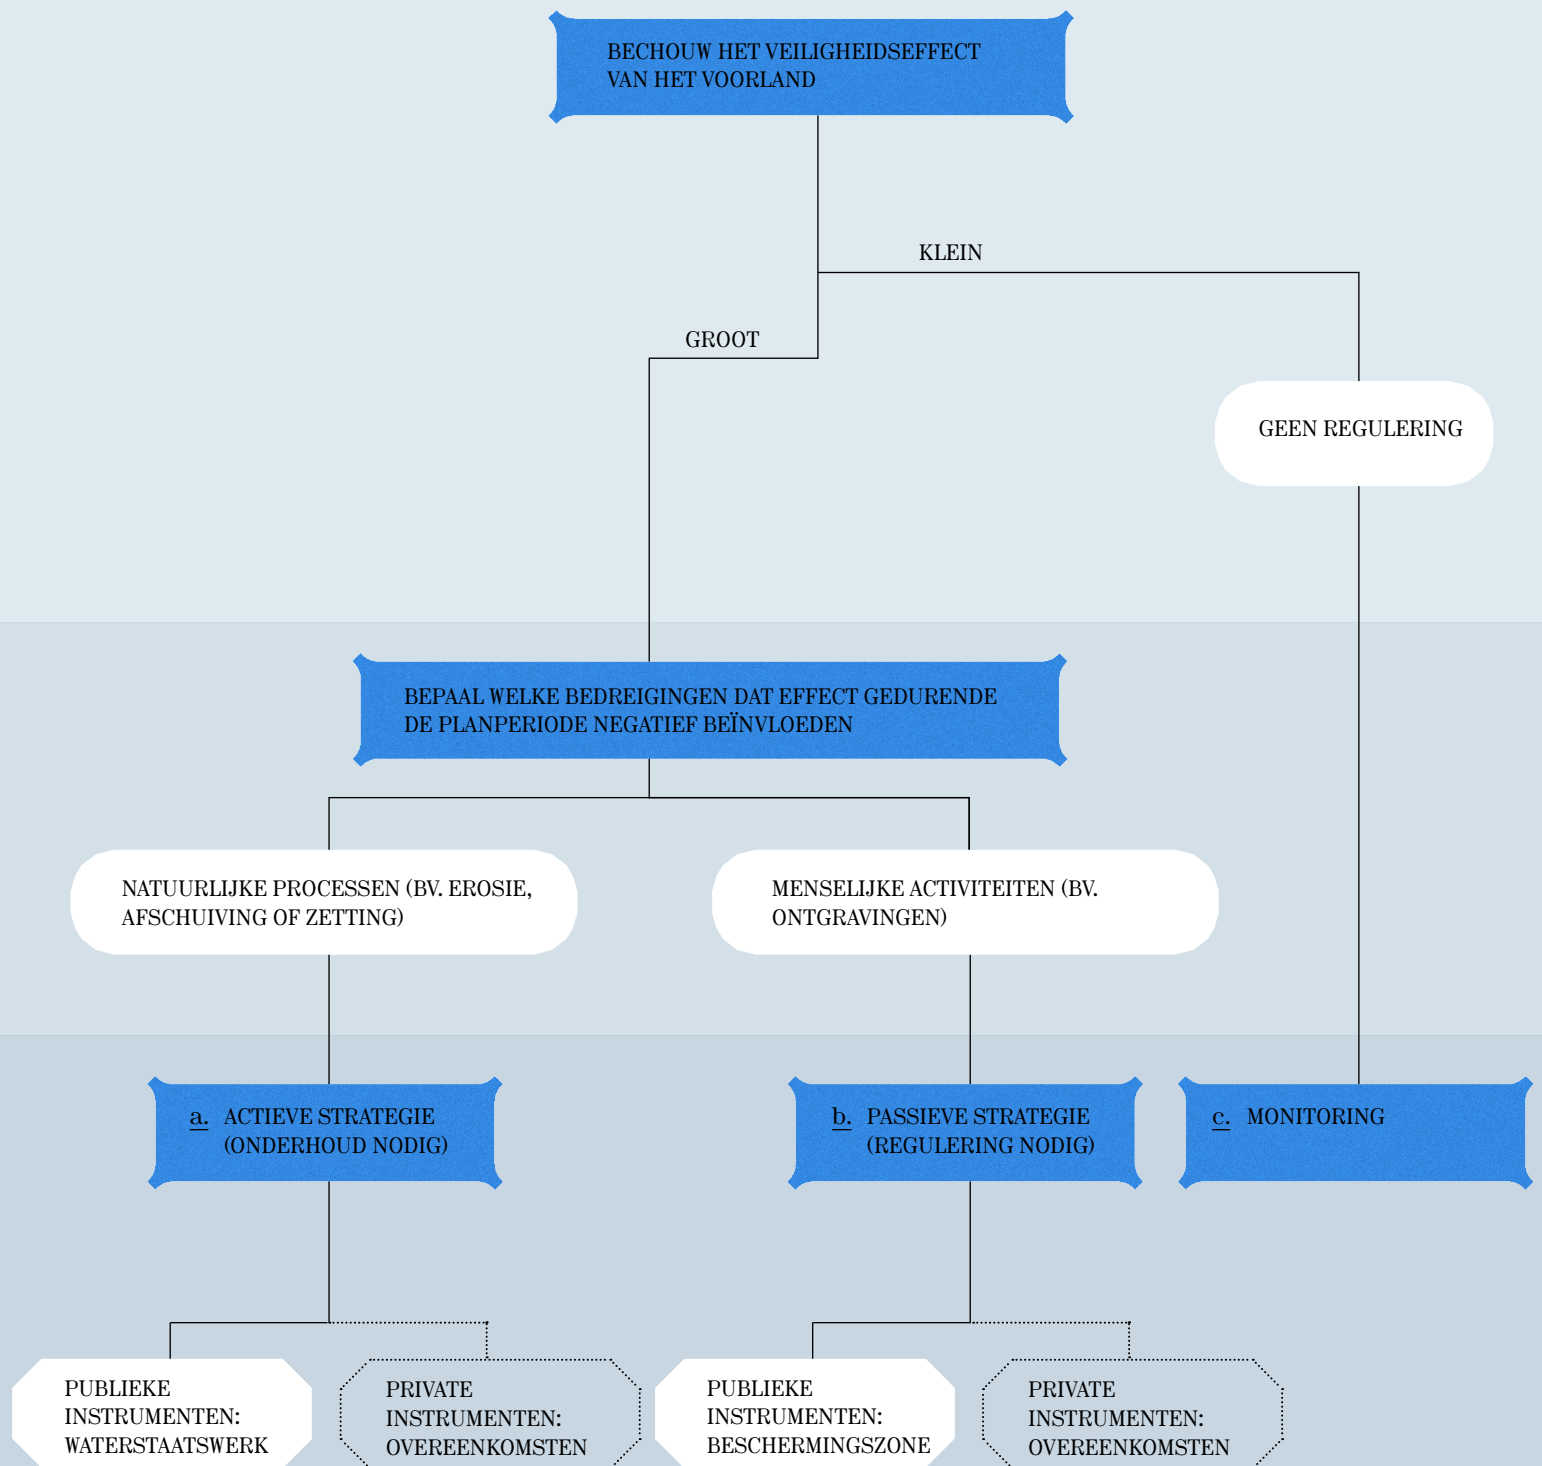 BECHOUW HET VEILIGHEIDSEFFECT
VAN HET VOORLAND
KLEIN
GROOT
GEEN REGULERING
BEPAAL WELKE BEDREIGINGEN DAT EFFECT GEDURENDE
DE PLANPERIODE NEGATIEF BEÏNVLOEDEN
NATUURLIJKE PROCESSEN (BV. EROSIE,
AFSCHUIVING OF ZETTING)
MENSELIJKE ACTIVITEITEN (BV.
ONTGRAVINGEN)
a. ACTIEVE STRATEGIE
(ONDERHOUD NODIG)
b. PASSIEVE STRATEGIE
(REGULERING NODIG)
c. MONITORING
PUBLIEKE
INSTRUMENTEN:
WATERSTAATSWERK
PRIVATE
INSTRUMENTEN:
OVEREENKOMSTEN
PUBLIEKE
INSTRUMENTEN:
BESCHERMINGSZONE
PRIVATE
INSTRUMENTEN:
OVEREENKOMSTEN